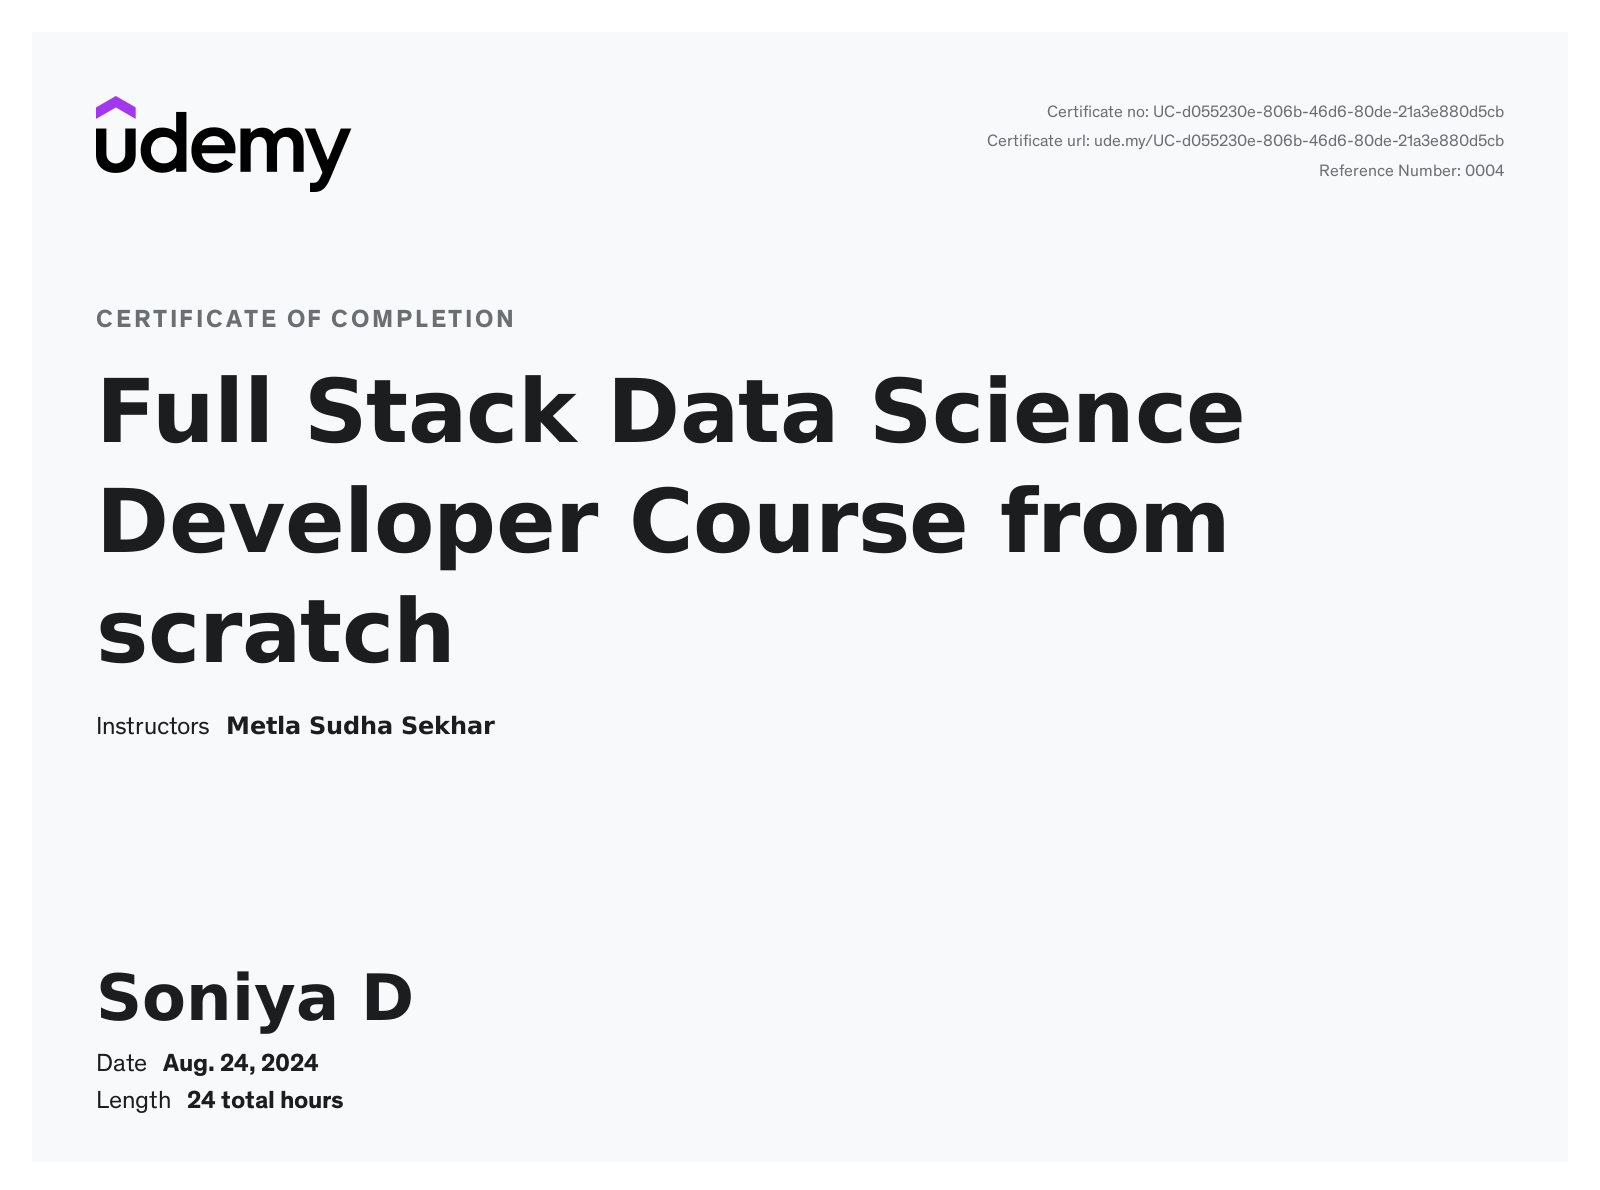 udemy
Certificate no: UC-d055230e-806b-46d6-80de-21a3e880d5cb
Certificate url: ude.my/UC-d055230e-806b-46d6-80de-21a3e880d5cb
Reference Number: 0004
CERTIFICATE OF COMPLETION
Full Stack Data Science
Developer Course from
scratch
Instructors Metla Sudha Sekhar
Soniya D
Date Aug. 24, 2024
Length 24 total hours